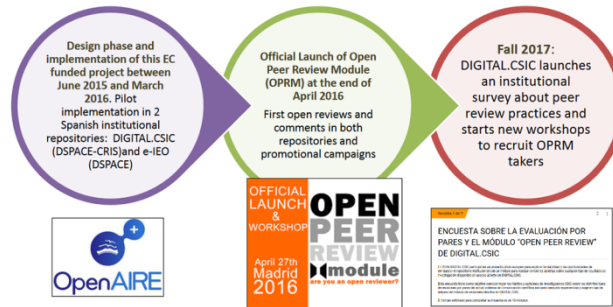 Design phase and
implementation of this EC
funded project between
June 2015 and March
2016. Pilot
implementation in 2
Spanish institutional
repositories: DIGITAL.CSIC
(DSPACE-CRIS)and e-IEO
(DSPACE)
Official Launch of Open
Peer Review Module
(OPRM) at the end of
April 2016
First open reviews and
comments in both
repositories and
promotional campaigns
Fall 2017:
DIGITAL.CSIC launches
an institutional
survey about peer
review practices and
starts new workshops
to recruit OPRM
takers
OpenAIRE
OFFICIAL
LAUNCH
&
WORKSHOP
April 27th
Madrid
2016
OPEN
PEER
REVIEW
module
are you an open reviewer?
ENCUESTA SOBRE LA EVALUACIÓN POR
PARES Y EL MÓDULO "OPEN PEER REVIEW"
DE DIGITAL.CSIC